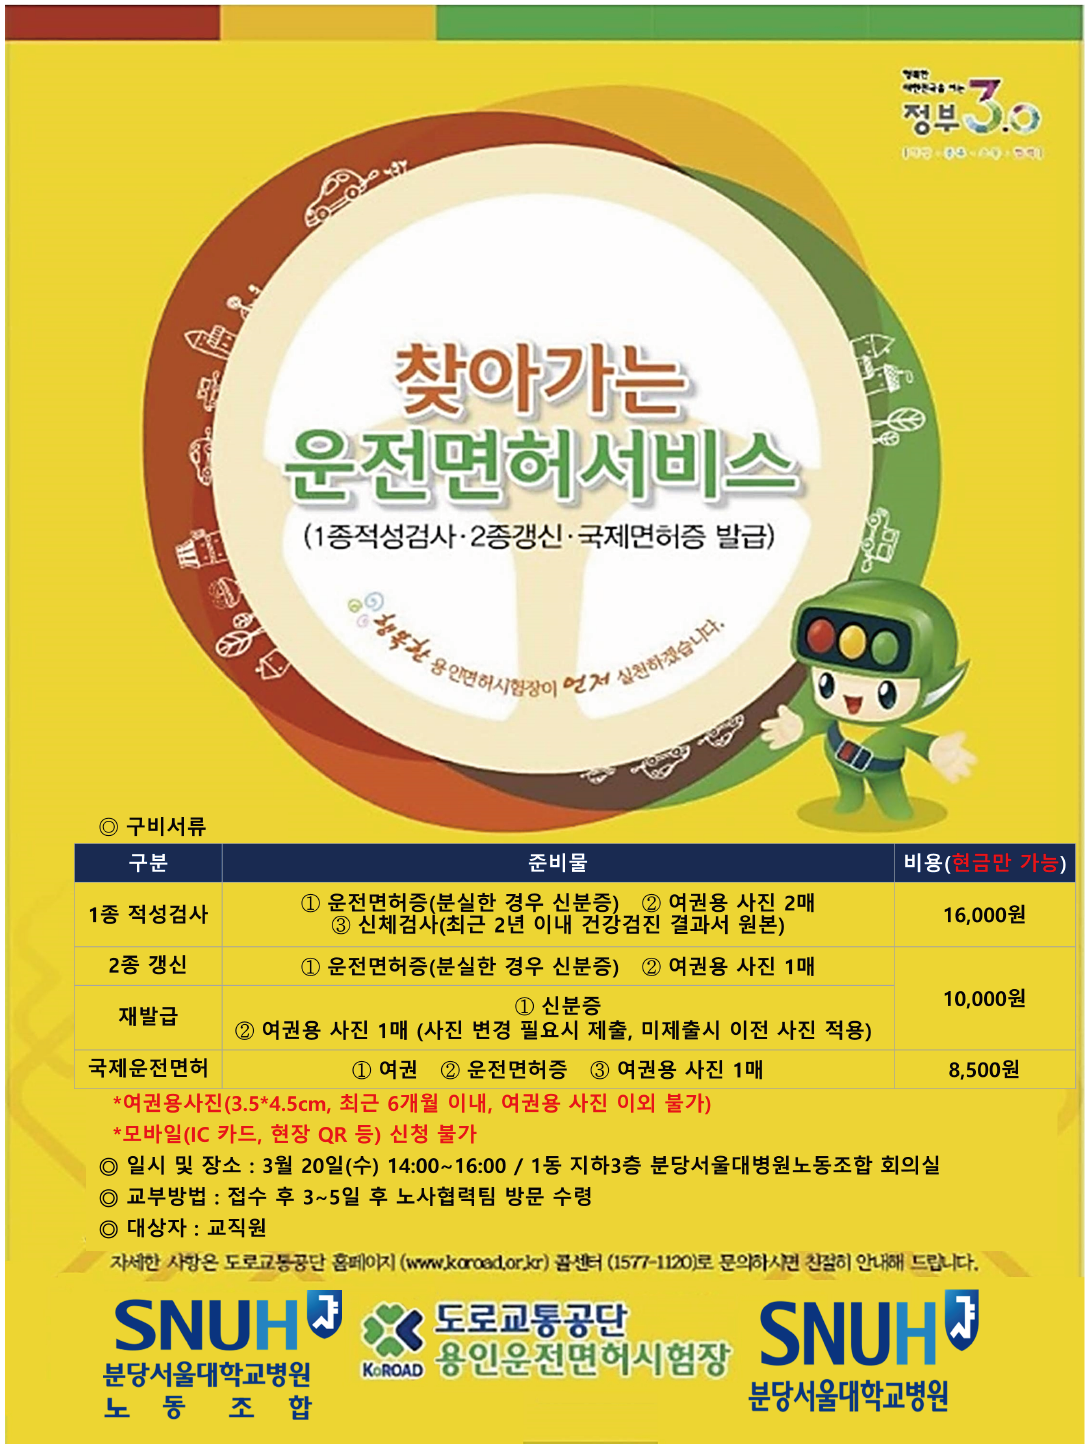 행복한
대한민국을 여는
정부3.0
찾아가는
운전면허서비스
(1종적성검사·2종갱신·국제면허증 발급)
행복한 용인면허시험장이 먼저 실천하겠습니다.
◎ 구비서류
구분 준비물 비용(현금만 가능)
1종 적성검사 ① 운전면허증(분실한 경우 신분증) ② 여권용 사진 2매
③ 신체검사(최근 2년 이내 건강검진 결과서 원본) 16,000원
2종 갱신 ① 운전면허증(분실한 경우 신분증) ② 여권용 사진 1매
10,000원
재발급 ① 신분증
② 여권용 사진 1매 (사진 변경 필요시 제출, 미제출시 이전 사진 적용)
국제운전면허 ① 여권 ② 운전면허증 ③ 여권용 사진 1매 8,500원
*여권용사진(3.5*4.5cm, 최근 6개월 이내, 여권용 사진 이외 불가)
*모바일(IC 카드, 현장 QR 등) 신청 불가
◎ 일시 및 장소 : 3월 20일(수) 14:00~16:00 / 1동 지하3층 분당서울대병원노동조합 회의실
◎ 교부방법 : 접수 후 3~5일 후 노사협력팀 방문 수령
◎ 대상자 : 교직원
자세한 사항은 도로교통공단 홈페이지 (www.koroad.or.kr) 콜센터 (1577-1120)로 문의하시면 친절히 안내해 드립니다.
SNUH
분당서울대학교병원
노 동 조 합
KoROAD
도로교통공단
용인운전면허시험장
SNUH
분당서울대학교병원